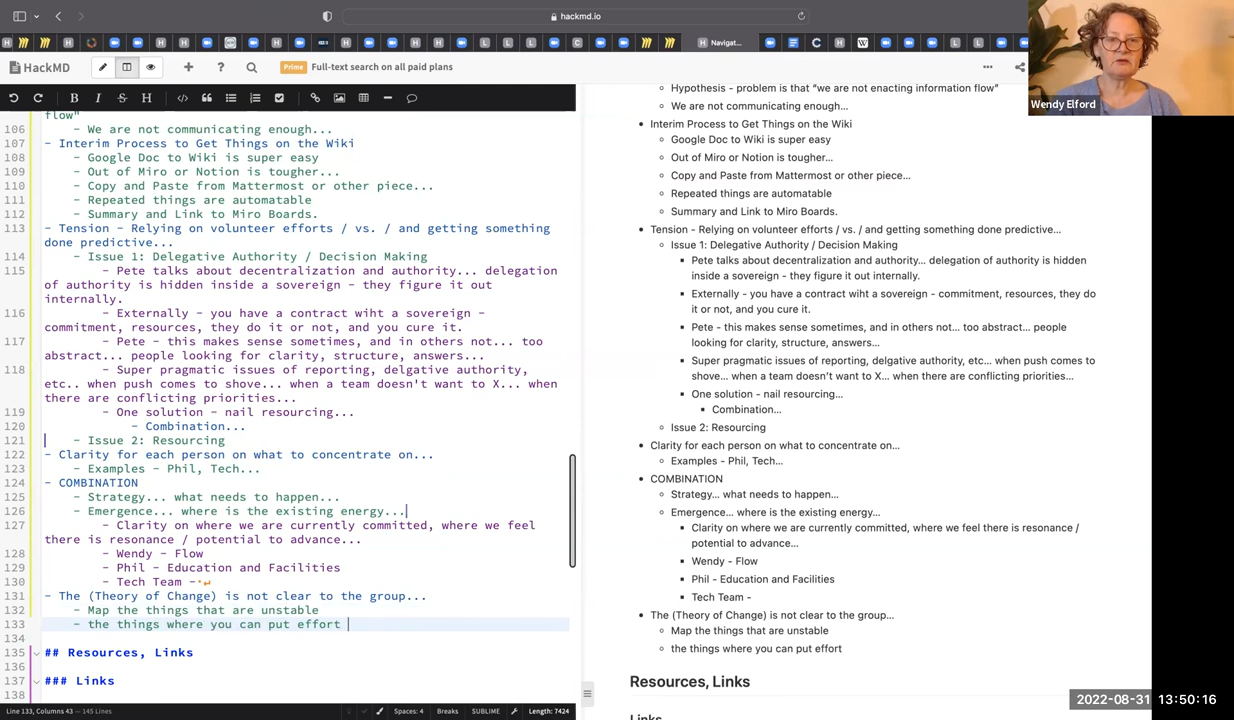 hackmd.io
Navigat...
HackMD
Prime Full-text search on all paid plans
Wendy Elford
flow"
106 - We are not communicating enough...
107 - Interim Process to Get Things on the Wiki
108 - Google Doc to Wiki is super easy
109 - Out of Miro or Notion is tougher...
110 - Copy and Paste from Mattermost or other piece...
111 - Repeated things are automatable
112 - Summary and Link to Miro Boards.
113 - Tension - Relying on volunteer efforts / vs. / and getting something
done predictive...
114 - Issue 1: Delegative Authority / Decision Making
115 - Pete talks about decentralization and authority... delegation
of authority is hidden inside a sovereign - they figure it out
internally.
116 - Externally - you have a contract wiht a sovereign -
commitment, resources, they do it or not, and you cure it.
117 - Pete - this makes sense sometimes, and in others not... too
abstract... people looking for clarity, structure, answers...
118 - Super pragmatic issues of reporting, delgative authority,
etc.. when push comes to shove... when a team doesn't want to X... when
there are conflicting priorities...
119 - One solution - nail resourcing...
120 - Combination...
121 - Issue 2: Resourcing
122 - Clarity for each person on what to concentrate on...
123 - Examples - Phil, Tech...
124 - COMBINATION
125 - Strategy... what needs to happen...
126 - Emergence... where is the existing energy...
127 - Clarity on where we are currently committed, where we feel
there is resonance / potential to advance...
128 - Wendy - Flow
129 - Phil - Education and Facilities
130 - Tech Team -
131 - The (Theory of Change) is not clear to the group...
132 - Map the things that are unstable
133 - the things where you can put effort
134
135 ## Resources, Links
136
137 ### Links
138
Line 133, Columns 43 — 145 Lines
Spaces: 4
Breaks
SUBLIME
Length: 7424
Hypothesis - problem is that “we are not enacting information flow”
We are not communicating enough…
Interim Process to Get Things on the Wiki
Google Doc to Wiki is super easy
Out of Miro or Notion is tougher…
Copy and Paste from Mattermost or other piece…
Repeated things are automatable
Summary and Link to Miro Boards.
Tension - Relying on volunteer efforts / vs. / and getting something done predictive…
Issue 1: Delegative Authority / Decision Making
Pete talks about decentralization and authority… delegation of authority is hidden
inside a sovereign - they figure it out internally.
Externally - you have a contract wiht a sovereign - commitment, resources, they do
it or not, and you cure it.
Pete - this makes sense sometimes, and in others not… too abstract… people
looking for clarity, structure, answers…
Super pragmatic issues of reporting, delgative authority, etc… when push comes to
shove… when a team doesn’t want to X… when there are conflicting priorities…
One solution - nail resourcing…
Combination…
Issue 2: Resourcing
Clarity for each person on what to concentrate on…
Examples - Phil, Tech…
COMBINATION
Strategy… what needs to happen…
Emergence… where is the existing energy…
Clarity on where we are currently committed, where we feel there is resonance /
potential to advance…
Wendy - Flow
Phil - Education and Facilities
Tech Team -
The (Theory of Change) is not clear to the group…
Map the things that are unstable
the things where you can put effort
Resources, Links
2022-08-31 13:50:16